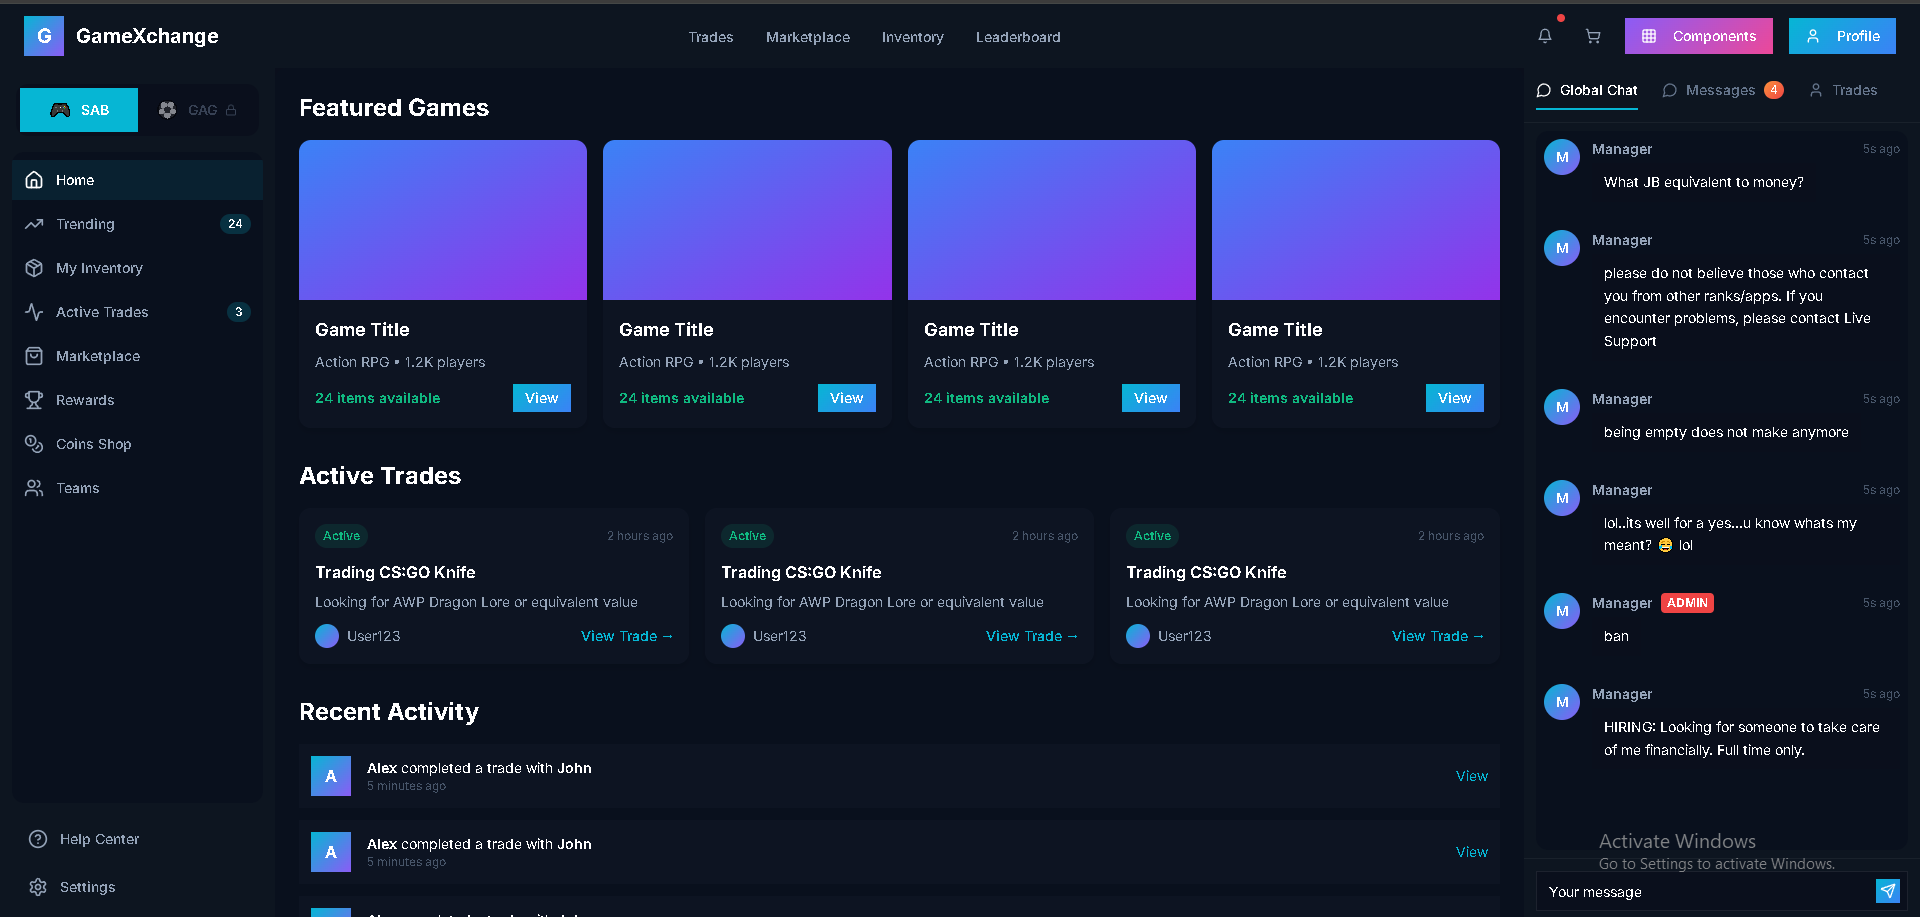 G GameXchange
Trades Marketplace Inventory Leaderboard
Components
Profile
SAB
GAG
Home
Trending 24
My Inventory
Active Trades 3
Marketplace
Rewards
Coins Shop
Teams
Help Center
Settings
Featured Games
Game Title
Action RPG • 1.2K players
24 items available View
Game Title
Action RPG • 1.2K players
24 items available View
Game Title
Action RPG • 1.2K players
24 items available View
Game Title
Action RPG • 1.2K players
24 items available View
Active Trades
Active 2 hours ago
Trading CS:GO Knife
Looking for AWP Dragon Lore or equivalent value
User123 View Trade →
Active 2 hours ago
Trading CS:GO Knife
Looking for AWP Dragon Lore or equivalent value
User123 View Trade →
Active 2 hours ago
Trading CS:GO Knife
Looking for AWP Dragon Lore or equivalent value
User123 View Trade →
Recent Activity
A
Alex completed a trade with John
5 minutes ago
View
A
Alex completed a trade with John
5 minutes ago
View
Global Chat Messages 4 Trades
M Manager 5s ago
What JB equivalent to money?
M Manager 5s ago
please do not believe those who contact
you from other ranks/apps. If you
encounter problems, please contact Live
Support
M Manager 5s ago
being empty does not make anymore
M Manager 5s ago
lol..its well for a yes...u know whats my
meant? 😂 lol
M Manager ADMIN 5s ago
ban
M Manager 5s ago
HIRING: Looking for someone to take care
of me financially. Full time only.
Activate Windows
Go to Settings to activate Windows.
Your message